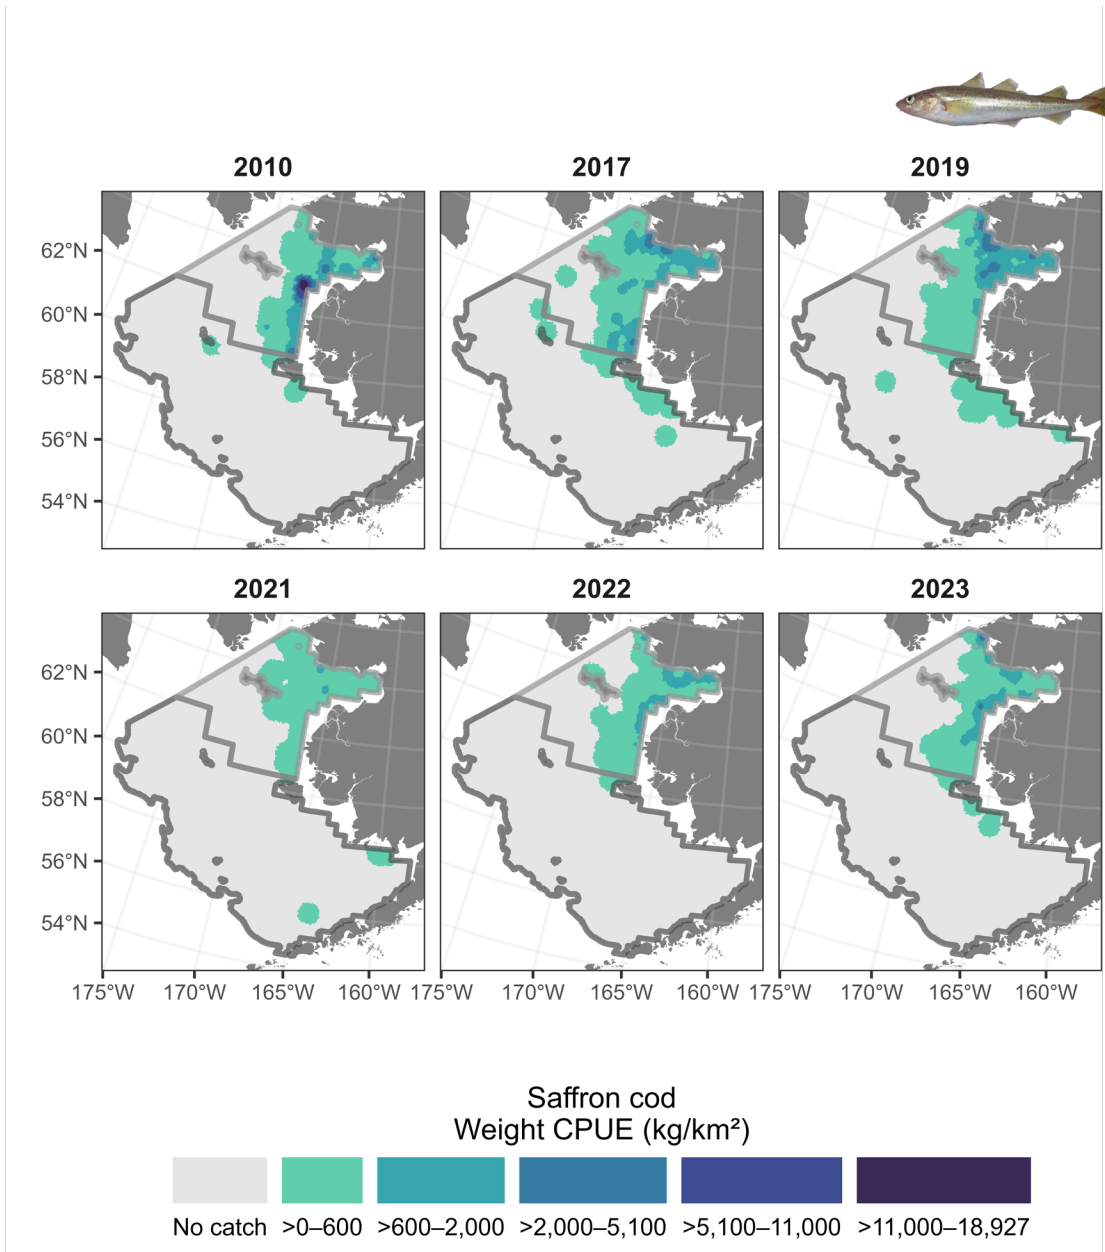 2010 2017 2019
62°N
60°N
58°N
56°N
54°N
2021 2022 2023
62°N
60°N
58°N
56°N
54°N
175°W 170°W 165°W 160°W 175°W 170°W 165°W 160°W 175°W 170°W 165°W 160°W
Saffron cod
Weight CPUE (kg/km²)
No catch >0–600 >600–2,000 >2,000–5,100 >5,100–11,000 >11,000–18,927